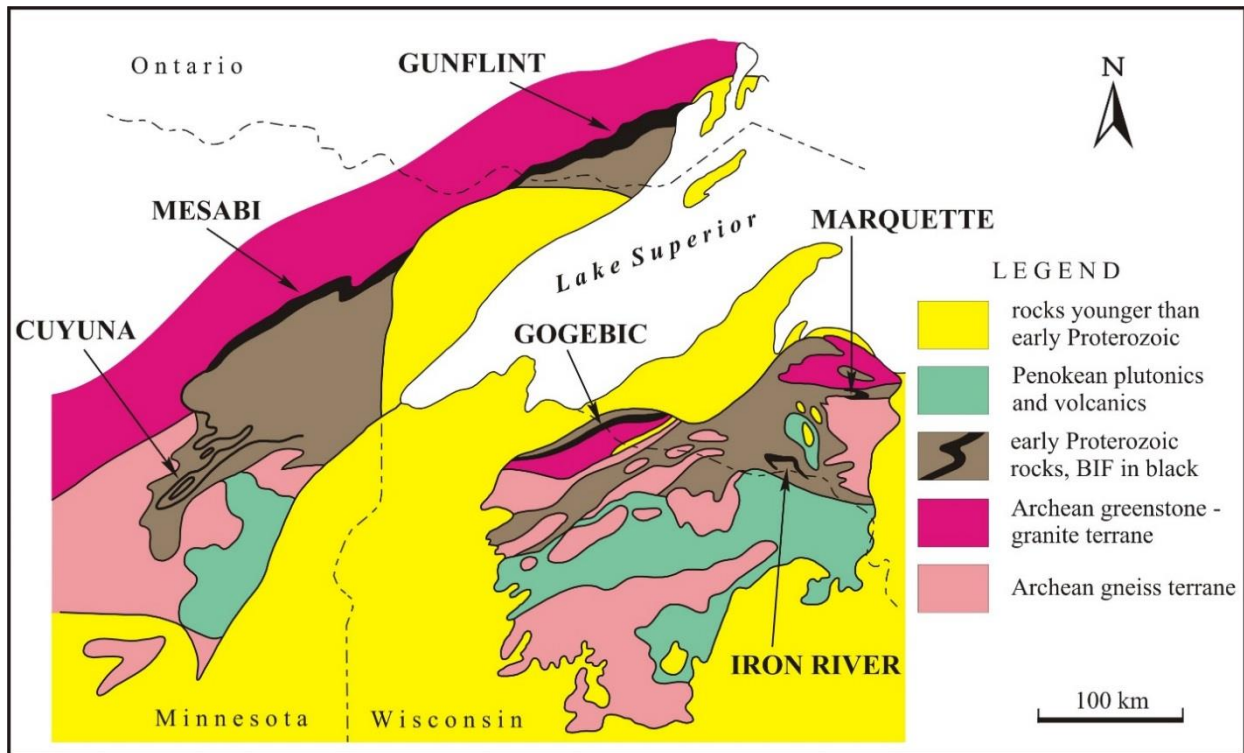 Ontario
GUNFLINT
N
MESABI
MARQUETTE
Lake Superior
LEGEND
CUYUNA
GOGEBIC
rocks younger than
early Proterozoic
Penokean plutonics
and volcanics
early Proterozoic
rocks, BIF in black
Archean greenstone -
granite terrane
Archean gneiss terrane
IRON RIVER
100 km
Minnesota
Wisconsin